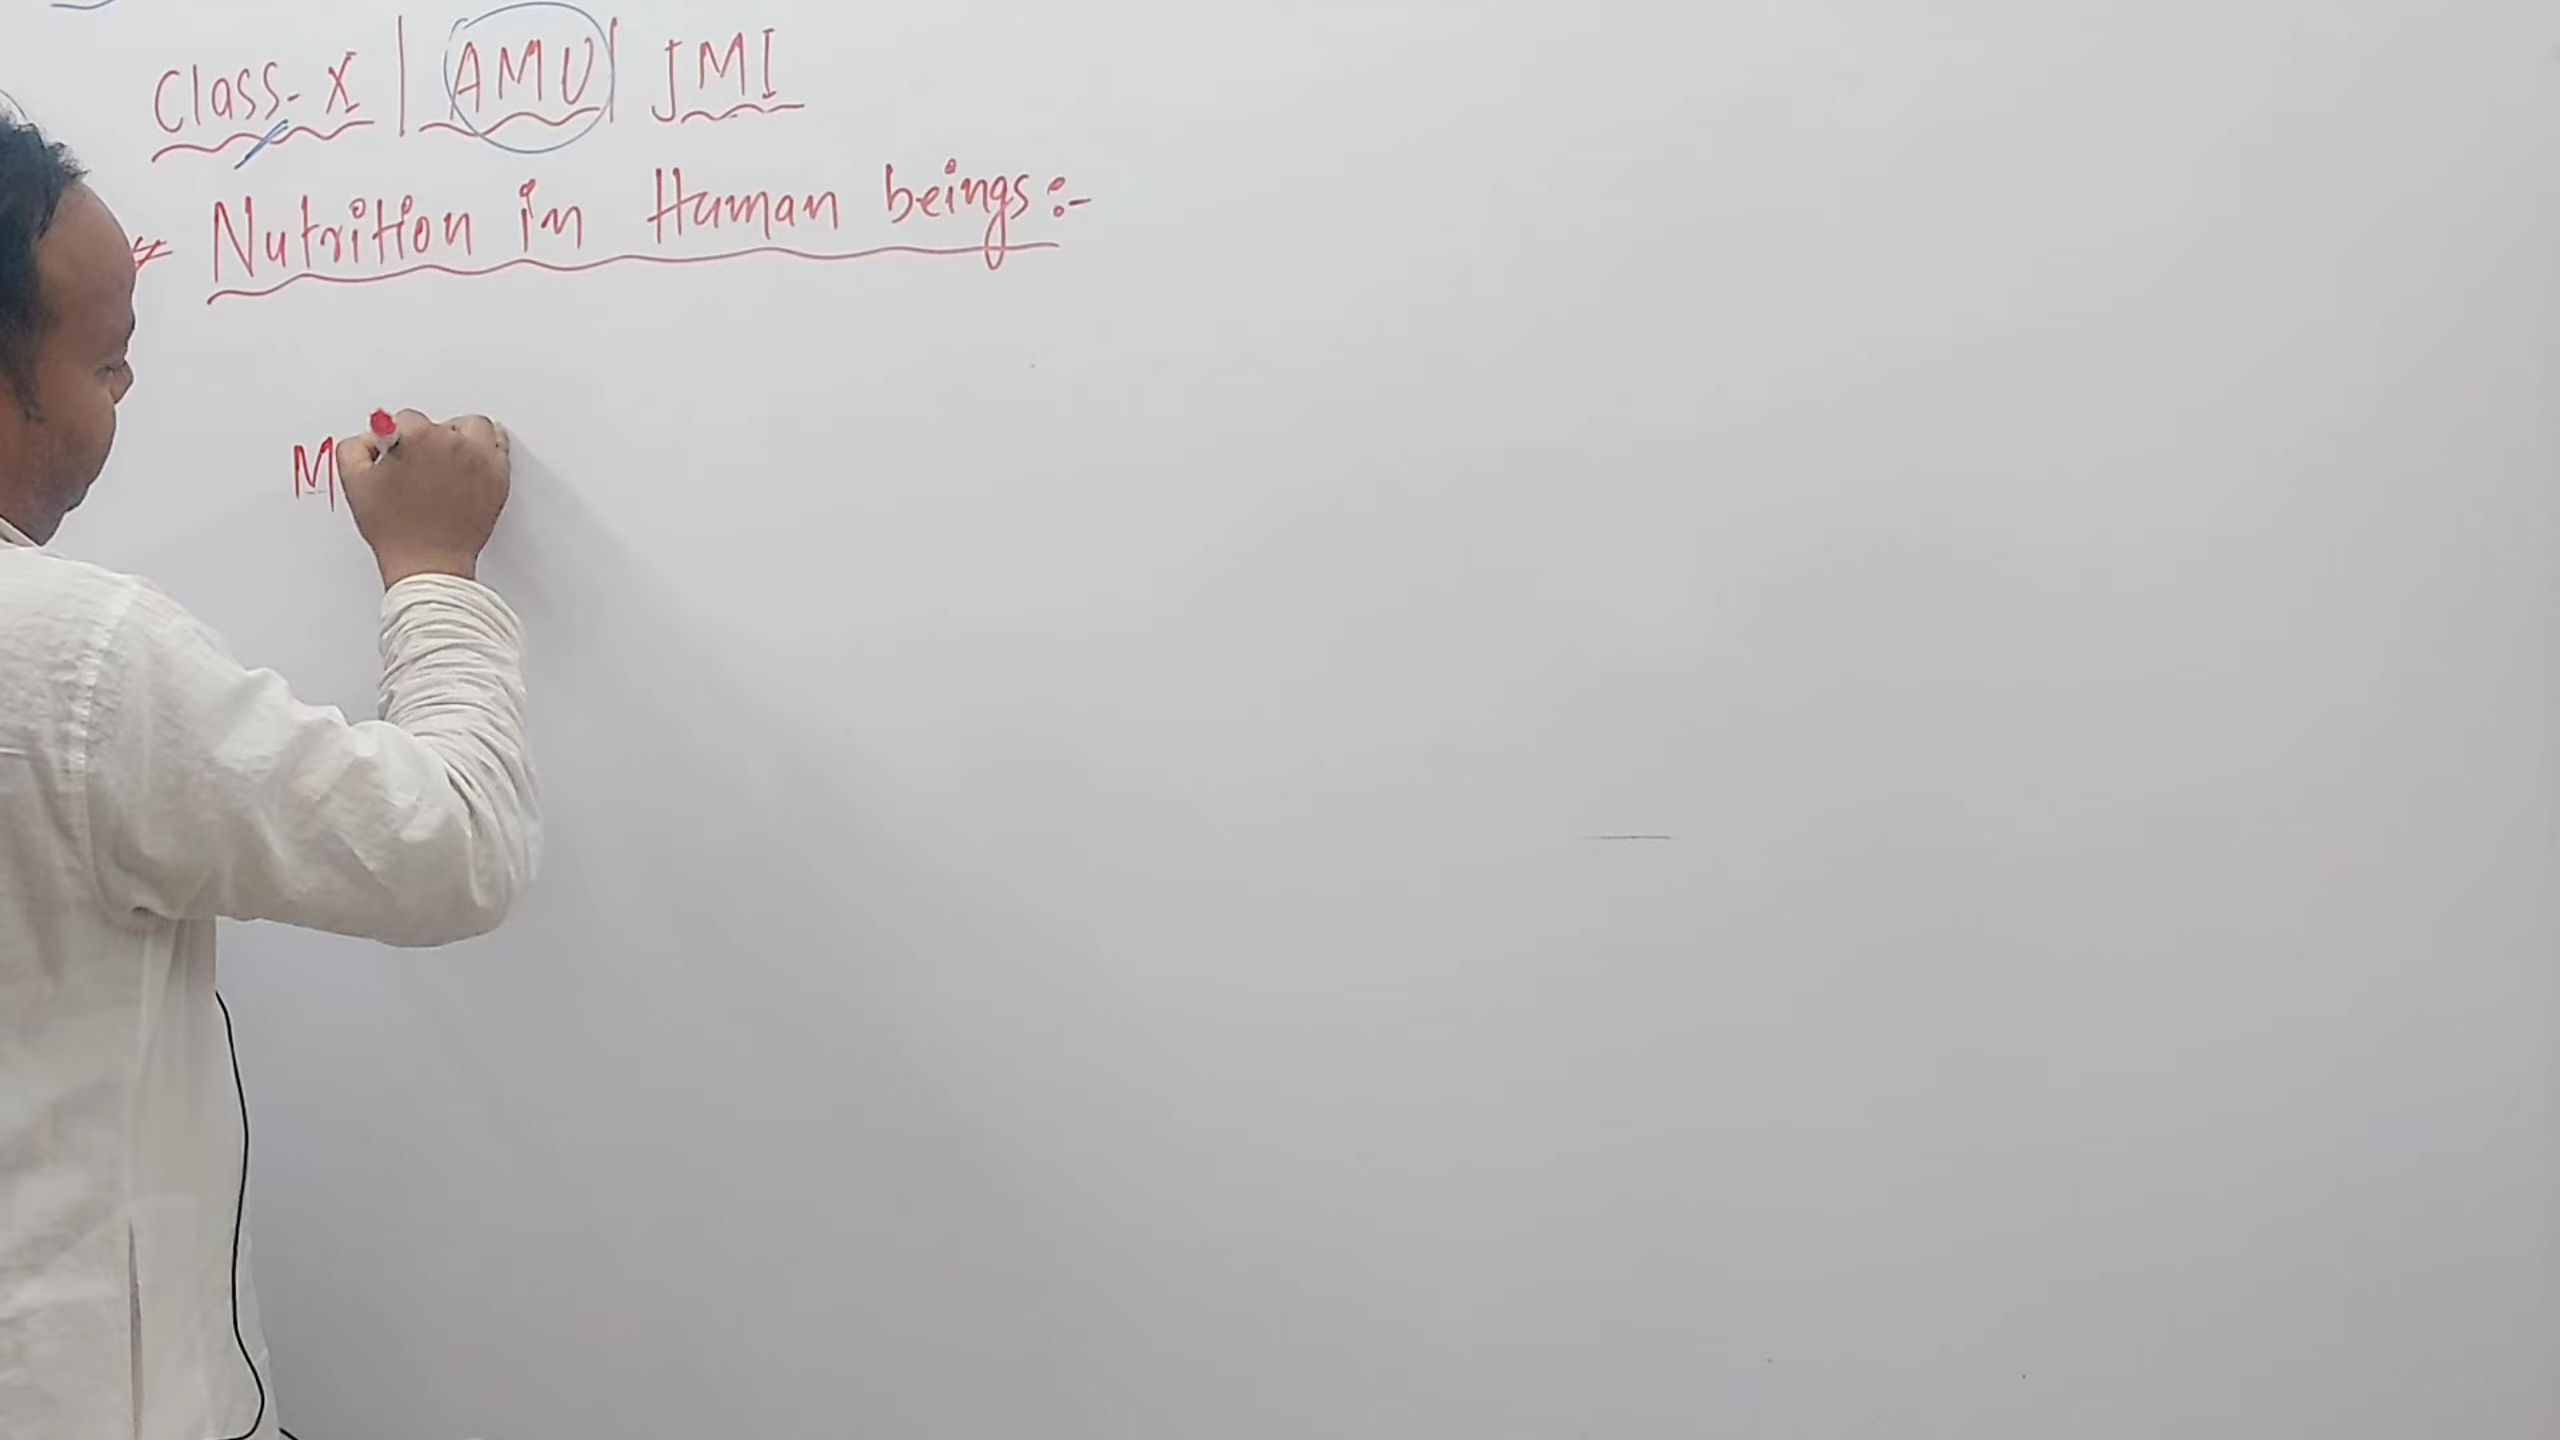 Class-X | AMU | JMI
Nutrition in Human beings:-
M